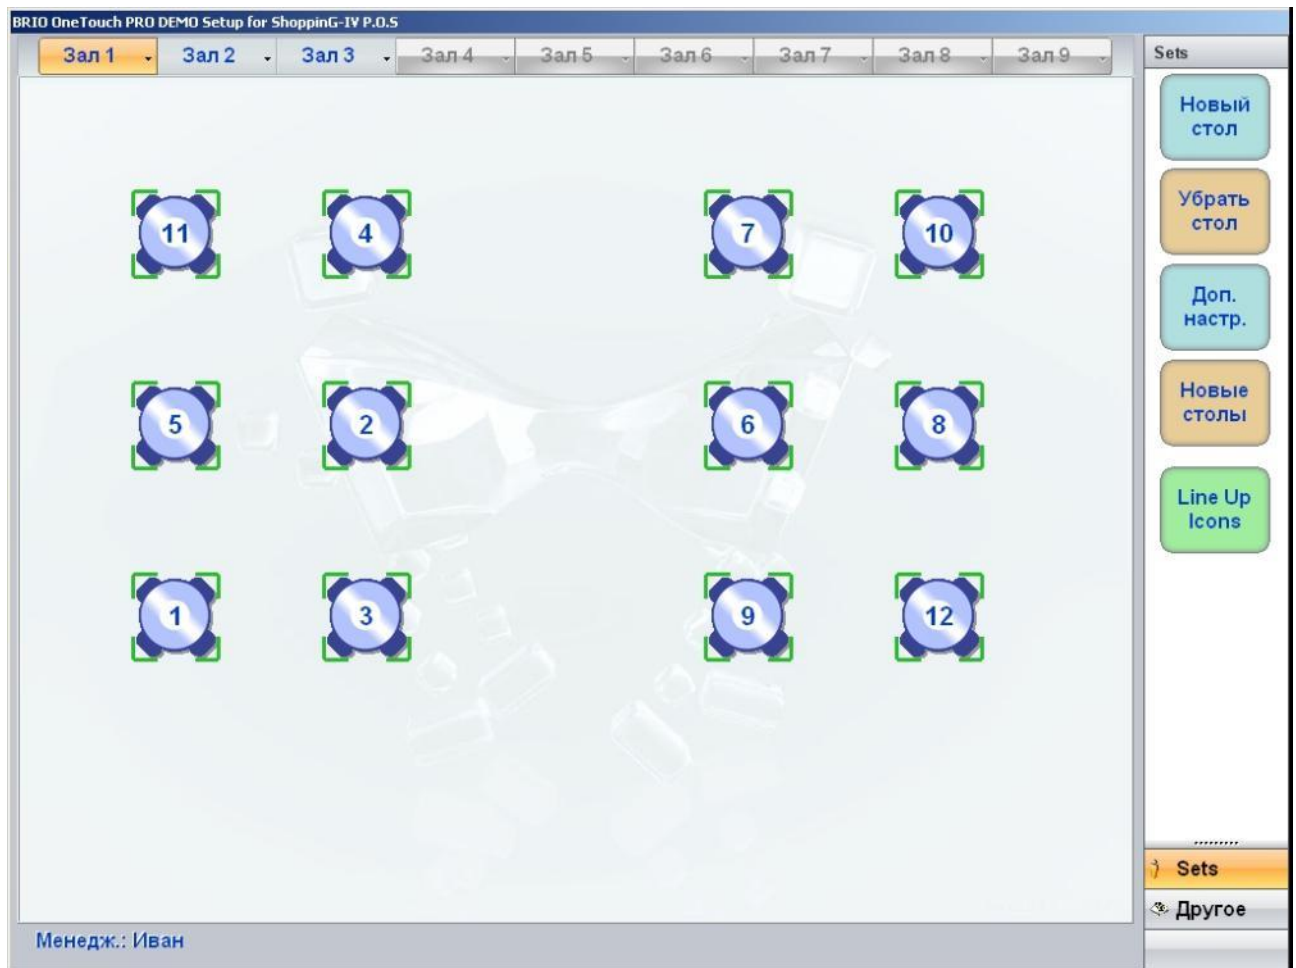 BRIO OneTouch PRO DEMO Setup for ShoppinG-IV P.O.S
Зал 1 Зал 2 Зал 3 Зал 4 Зал 5 Зал 6 Зал 7 Зал 8 Зал 9
Sets
Новый
стол
Убрать
стол
Доп.
настр.
Новые
столы
Line Up
Icons
11 4 7 10
5 2 6 8
1 3 9 12
Sets
Другое
Менедж.: Иван